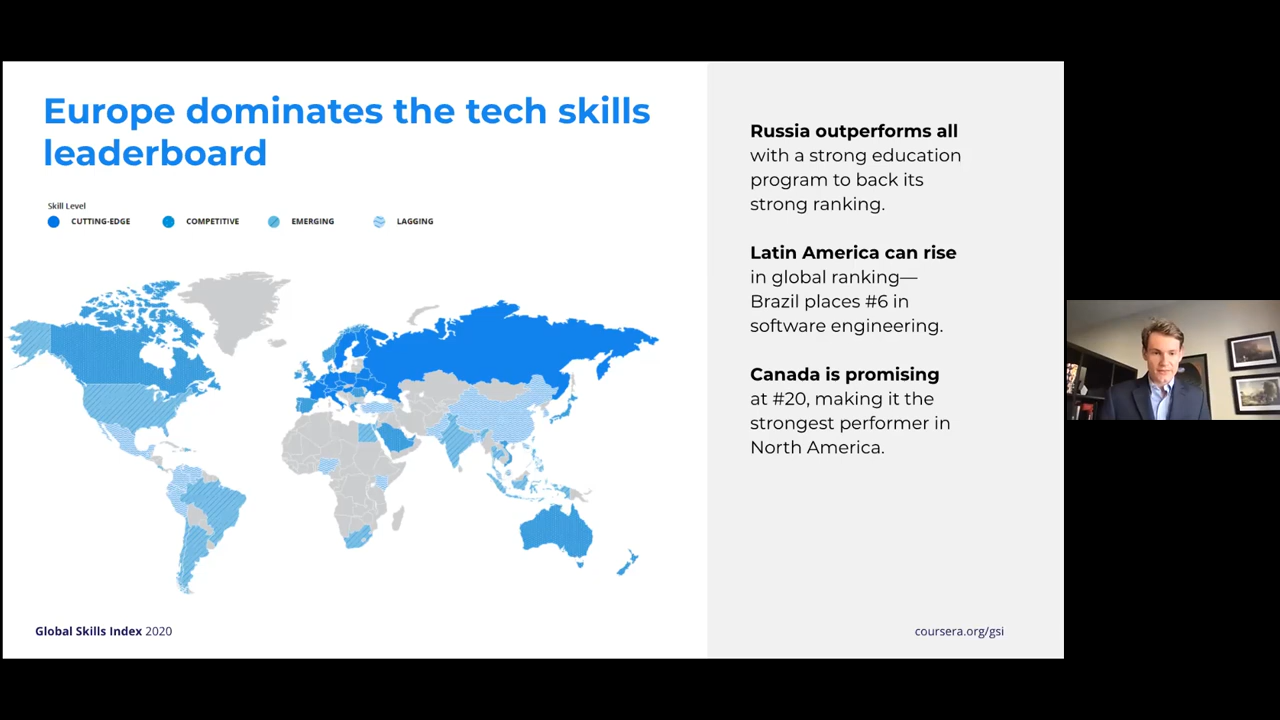 Europe dominates the tech skills
leaderboard
Skill Level
CUTTING-EDGE COMPETITIVE EMERGING LAGGING
Russia outperforms all
with a strong education
program to back its
strong ranking.
Latin America can rise
in global ranking—
Brazil places #6 in
software engineering.
Canada is promising
at #20, making it the
strongest performer in
North America.
Global Skills Index 2020
coursera.org/gsi